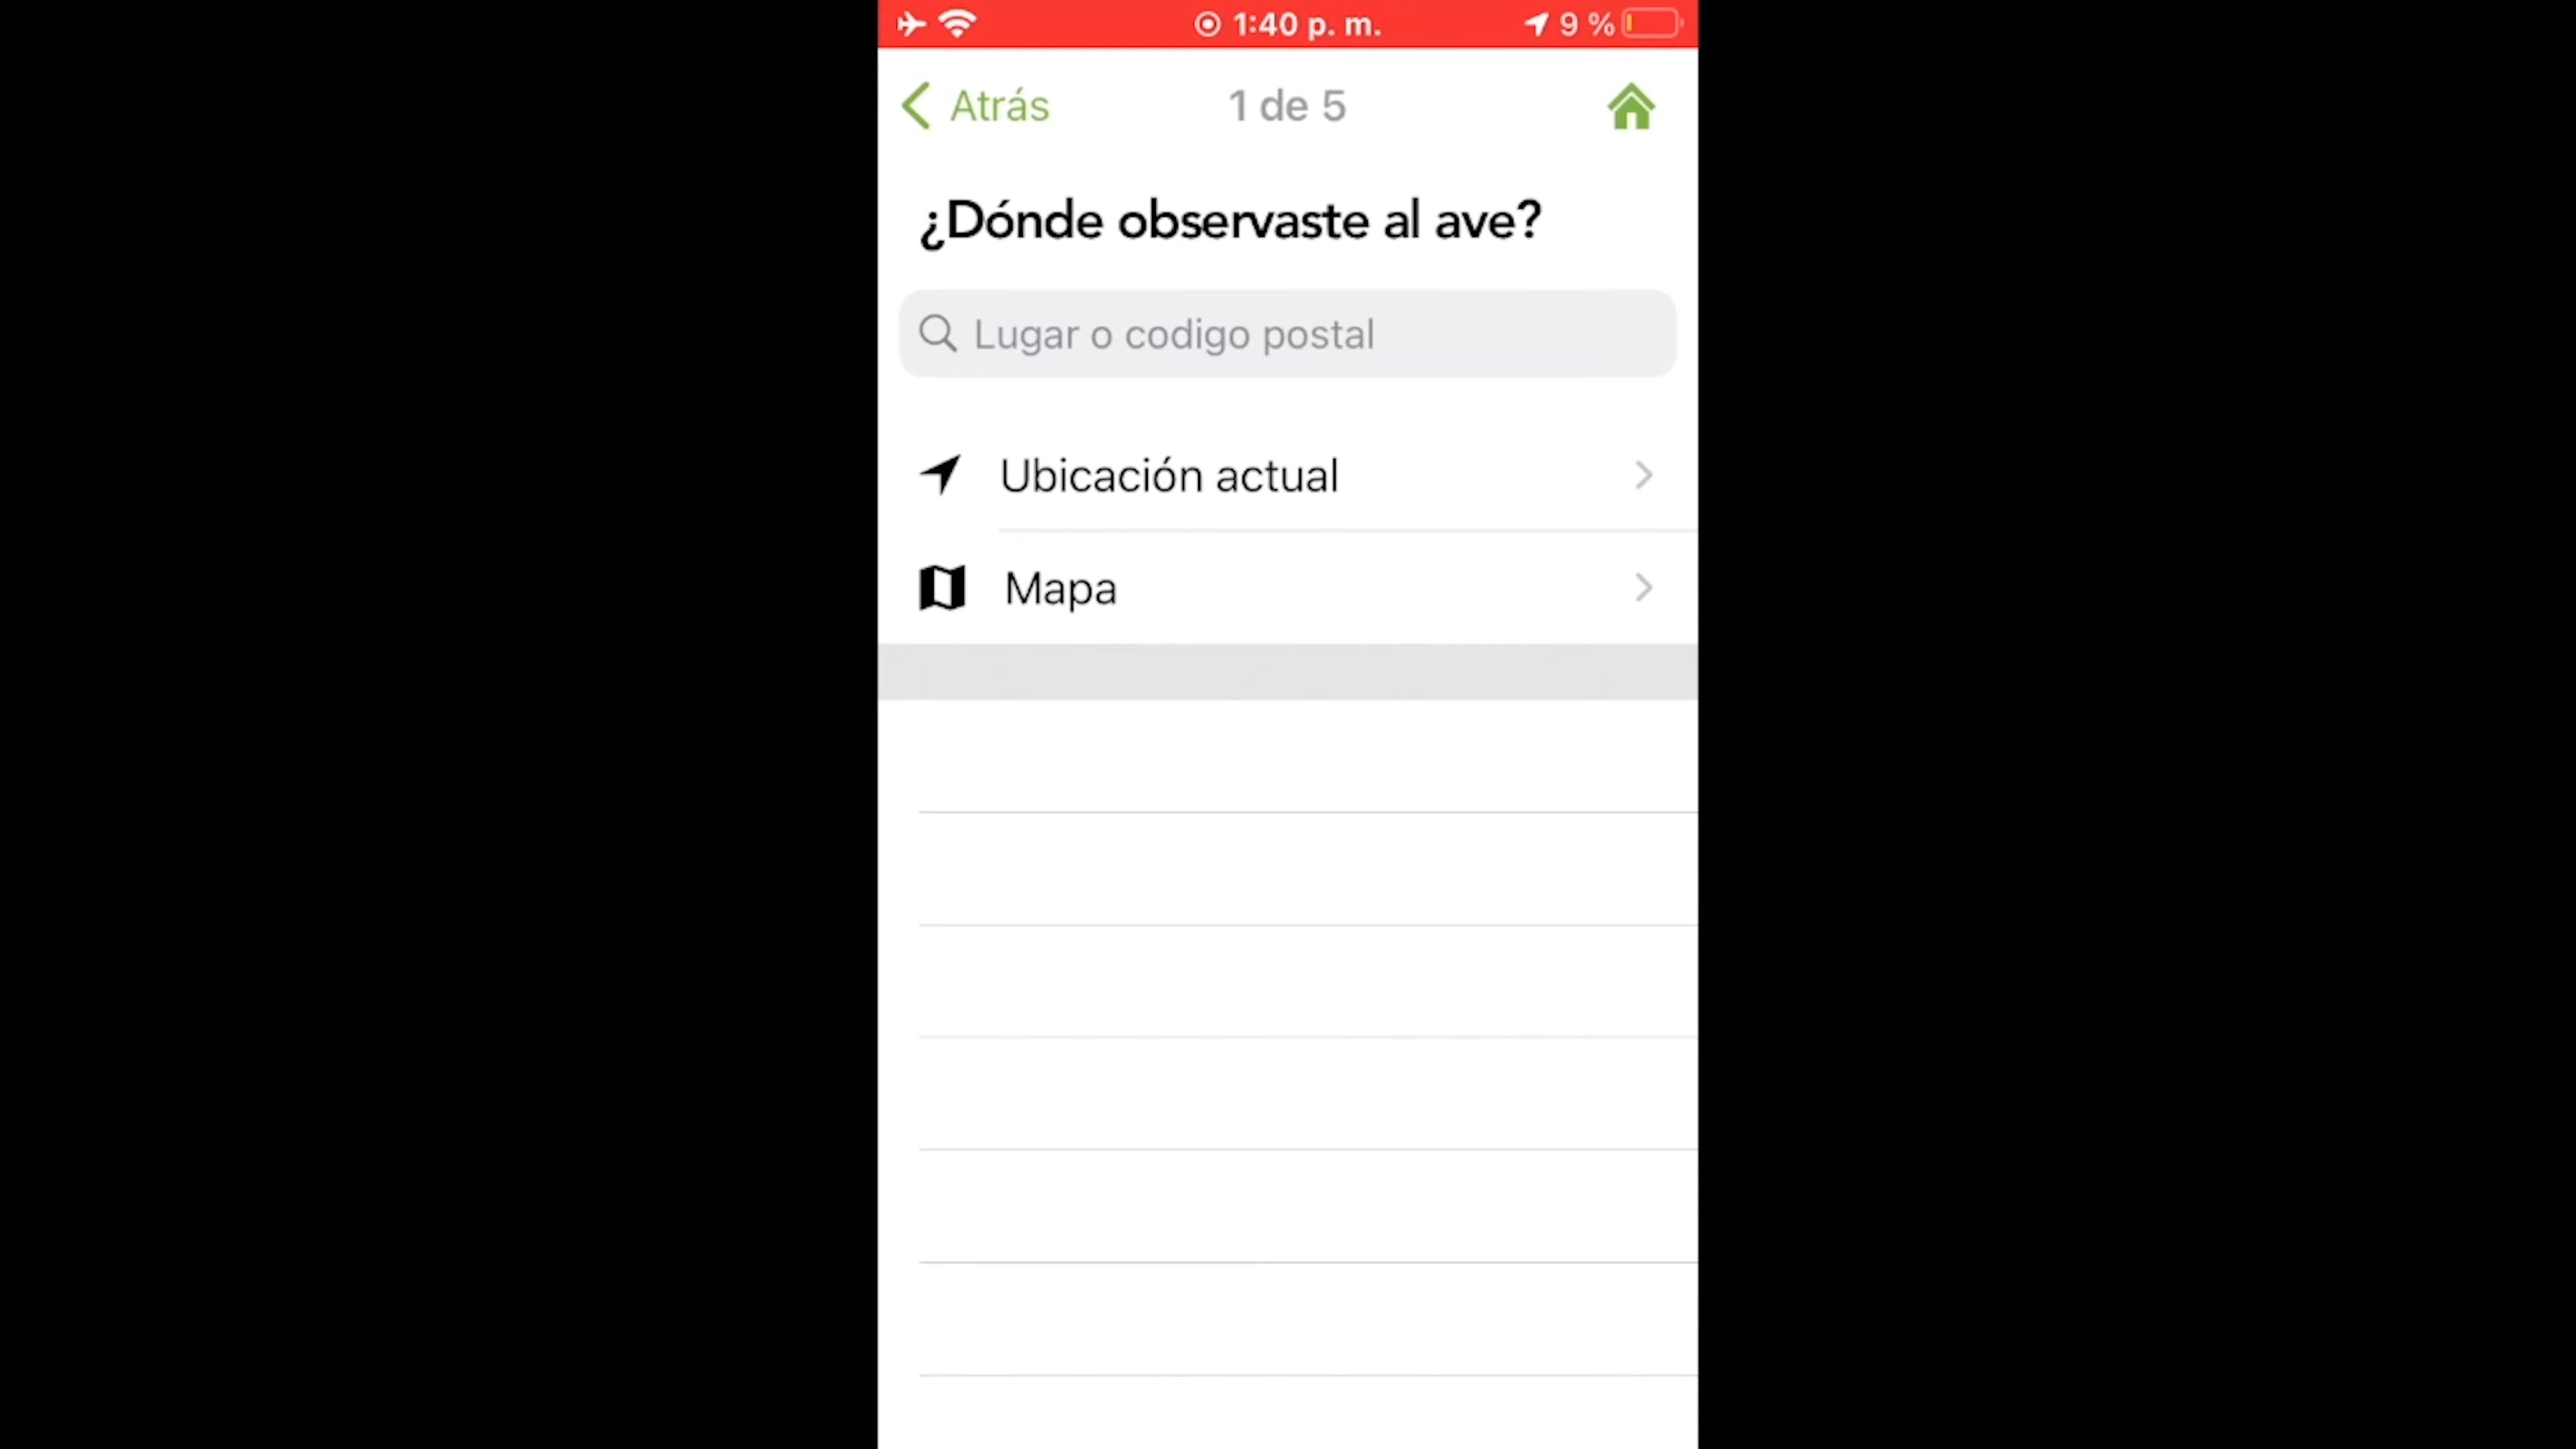 1:40 p. m.
9 %
Atrás
1 de 5
¿Dónde observaste al ave?
Lugar o codigo postal
Ubicación actual
Mapa